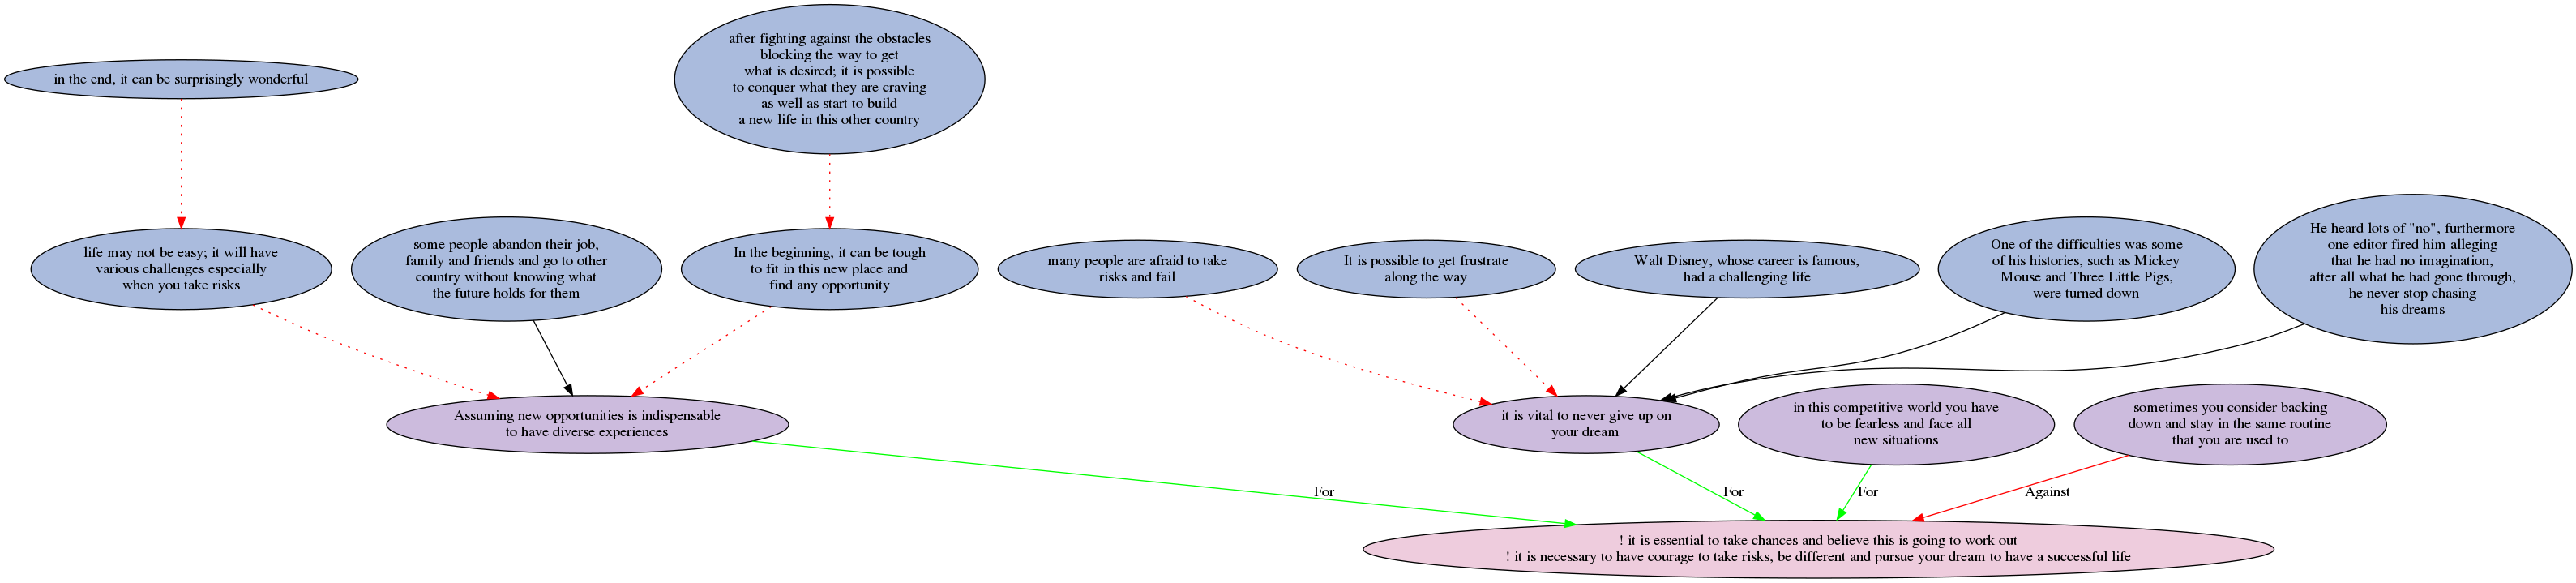 after fighting against the obstacles
blocking the way to get
what is desired; it is possible
to conquer what they are craving
as well as start to build
a new life in this other country
in the end, it can be surprisingly wonderful
life may not be easy; it will have
various challenges especially
when you take risks
some people abandon their job,
family and friends and go to other
country without knowing what
the future holds for them
In the beginning, it can be tough
to fit in this new place and
find any opportunity
many people are afraid to take
risks and fail
It is possible to get frustrate
along the way
Walt Disney, whose career is famous,
had a challenging life
One of the difficulties was some
of his histories, such as Mickey
Mouse and Three Little Pigs,
were turned down
He heard lots of "no", furthermore
one editor fired him alleging
that he had no imagination,
after all what he had gone through,
he never stop chasing
his dreams
Assuming new opportunities is indispensable
to have diverse experiences
it is vital to never give up on
your dream
in this competitive world you have
to be fearless and face all
new situations
sometimes you consider backing
down and stay in the same routine
that you are used to
For
For
For
Against
! it is essential to take chances and believe this is going to work out
! it is necessary to have courage to take risks, be different and pursue your dream to have a successful life